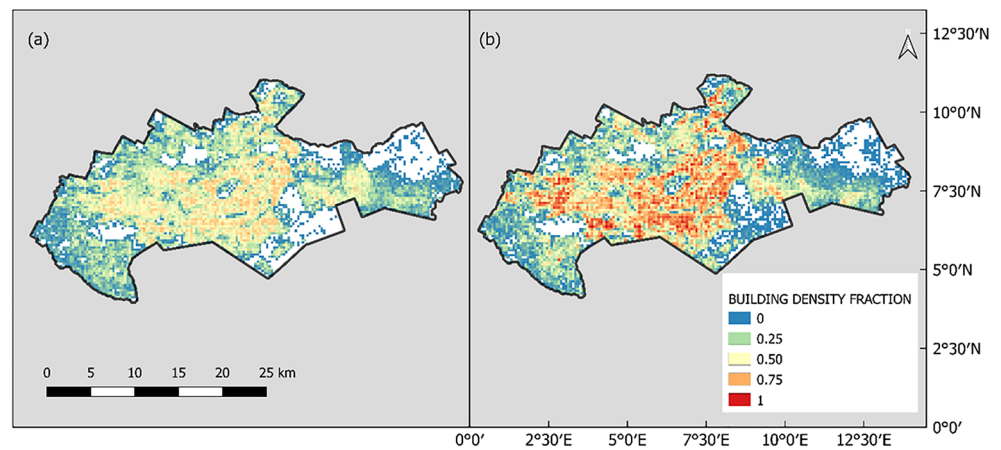 (a)
(b)
12°30′N
10°0′N
7°30′N
5°0′N
2°30′N
0°0′
BUILDING DENSITY FRACTION
0
0.25
0.50
0.75
1
0 5 10 15 20 25 km
0°0′ 2°30′E 5°0′E 7°30′E 10°0′E 12°30′E